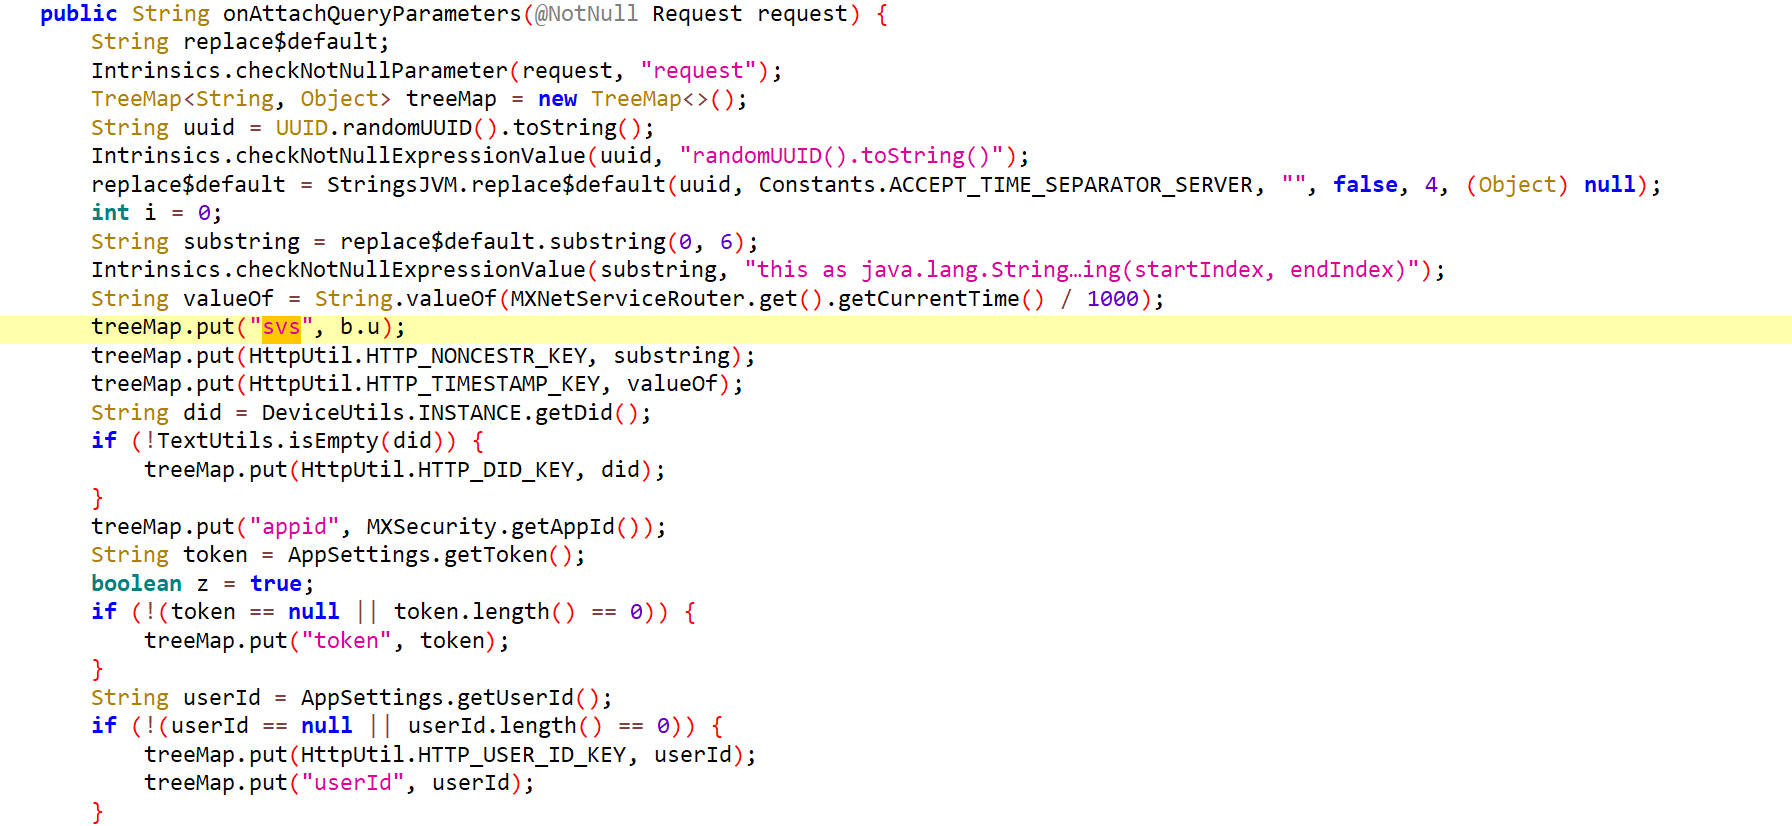 public String onAttachQueryParameters(@NotNull Request request) {
String replace$default;
Intrinsics.checkNotNullParameter(request, "request");
TreeMap<String, Object> treeMap = new TreeMap<>();
String uuid = UUID.randomUUID().toString();
Intrinsics.checkNotNullExpressionValue(uuid, "randomUUID().toString()");
replace$default = StringsJVM.replace$default(uuid, Constants.ACCEPT_TIME_SEPARATOR_SERVER, "", false, 4, (Object) null);
int i = 0;
String substring = replace$default.substring(0, 6);
Intrinsics.checkNotNullExpressionValue(substring, "this as java.lang.String…ing(startIndex, endIndex)");
String valueOf = String.valueOf(MXNetServiceRouter.get().getCurrentTime() / 1000);
treeMap.put("svs", b.u);
treeMap.put(HttpUtil.HTTP_NONCESTR_KEY, substring);
treeMap.put(HttpUtil.HTTP_TIMESTAMP_KEY, valueOf);
String did = DeviceUtils.INSTANCE.getDid();
if (!TextUtils.isEmpty(did)) {
treeMap.put(HttpUtil.HTTP_DID_KEY, did);
}
treeMap.put("appid", MXSecurity.getAppId());
String token = AppSettings.getToken();
boolean z = true;
if (!(token == null || token.length() == 0)) {
treeMap.put("token", token);
}
String userId = AppSettings.getUserId();
if (!(userId == null || userId.length() == 0)) {
treeMap.put(HttpUtil.HTTP_USER_ID_KEY, userId);
treeMap.put("userId", userId);
}